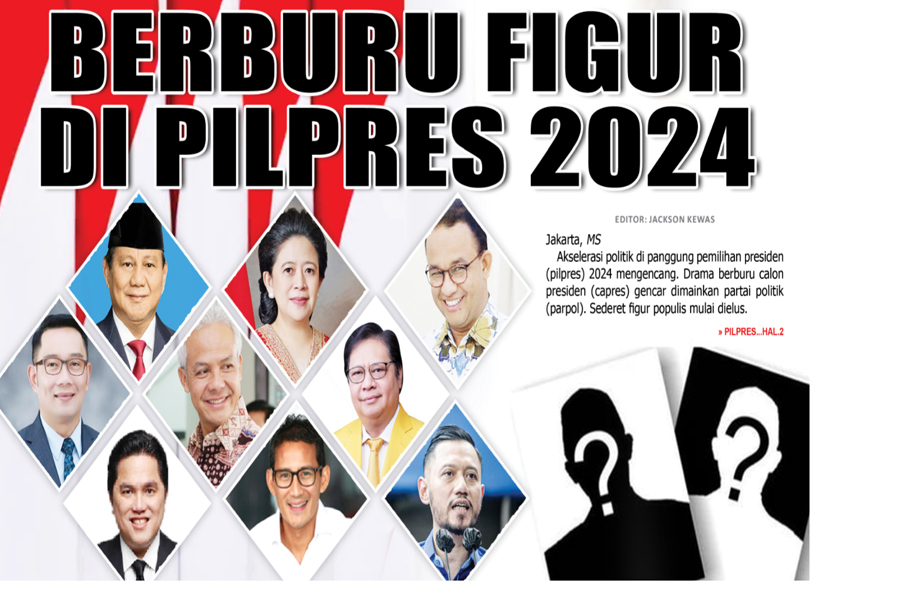 BERBURU FIGUR
DI PILPRES 2024
EDITOR: JACKSON KEWAS
Jakarta, MS
Akselerasi politik di panggung pemilihan presiden
(pilpres) 2024 mengencang. Drama berburu calon
presiden (capres) gencar dimainkan partai politik
(parpol). Sederet figur populis mulai dielus.
» PILPRES...HAL.2
? ?